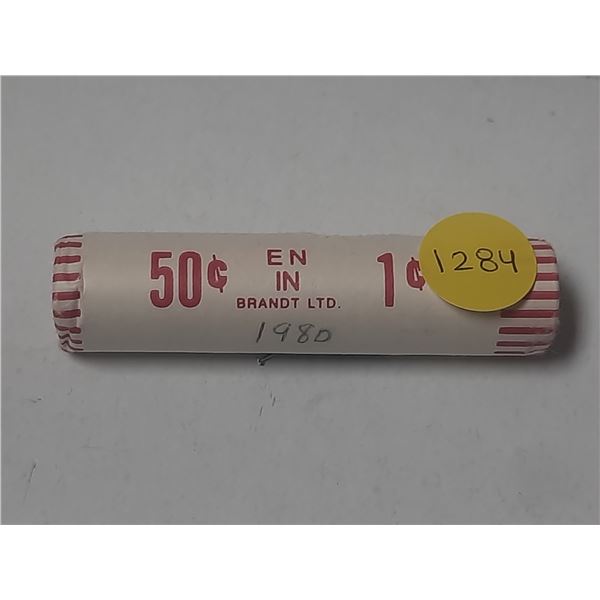 50¢ EN IN 1¢
BRANDT LTD.
1980
1284